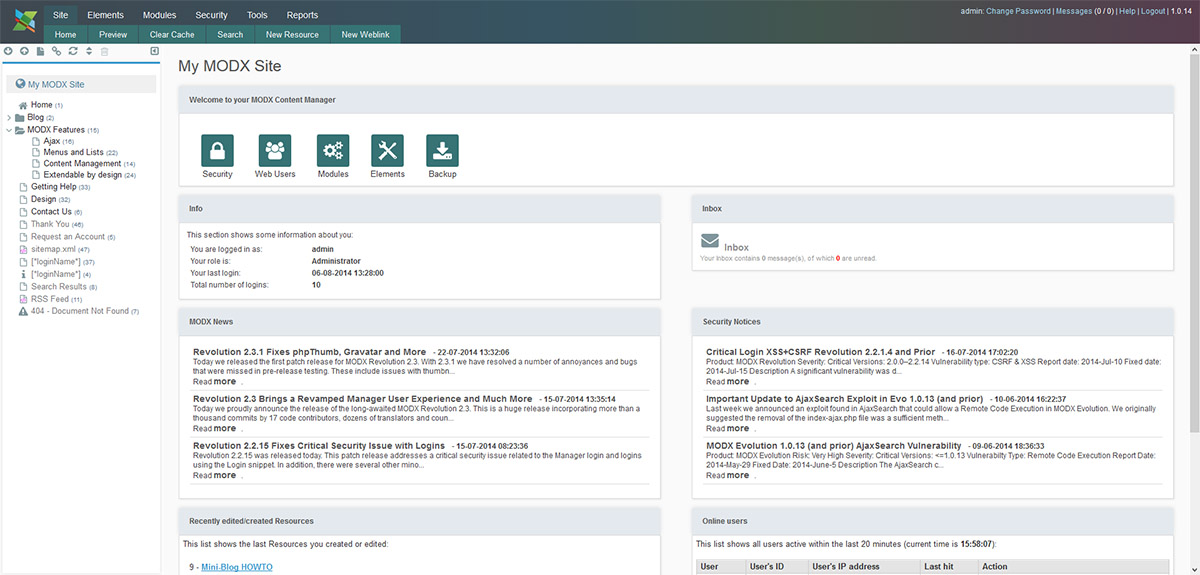 Site Elements Modules Security Tools Reports
admin: Change Password | Messages (0 / 0) | Help | Logout | 1.0.14
Home Preview Clear Cache Search New Resource New Weblink
My MODX Site
Home (1)
Blog (2)
MODX Features (15)
Ajax (16)
Menus and Lists (22)
Content Management (14)
Extendable by design (24)
Getting Help (33)
Design (32)
Contact Us (6)
Thank You (46)
Request an Account (5)
sitemap.xml (47)
[*loginName*] (37)
[*loginName*] (4)
Search Results (8)
RSS Feed (11)
404 - Document Not Found (7)
My MODX Site
Welcome to your MODX Content Manager
Security Web Users Modules Elements Backup
Info
This section shows some information about you:
You are logged in as: admin
Your role is: Administrator
Your last login: 06-08-2014 13:28:00
Total number of logins: 10
Inbox
Inbox
Your Inbox contains 0 message(s), of which 0 are unread.
MODX News
Revolution 2.3.1 Fixes phpThumb, Gravatar and More - 22-07-2014 13:32:06
Today we released the first patch release for MODX Revolution 2.3. With 2.3.1 we have resolved a number of annoyances and bugs
that were missed in pre-release testing. These include issues with thumbn...
Read more .
Revolution 2.3 Brings a Revamped Manager User Experience and Much More - 15-07-2014 13:35:14
Today we proudly announce the release of the long-awaited MODX Revolution 2.3. This is a huge release incorporating more than a
thousand commits by 17 code contributors, dozens of translators and coun...
Read more .
Revolution 2.2.15 Fixes Critical Security Issue with Logins - 15-07-2014 08:23:36
Revolution 2.2.15 was released today. This patch release addresses a critical security issue related to the Manager login and logins
using the Login snippet. In addition, there were several other mino...
Read more .
Security Notices
Critical Login XSS+CSRF Revolution 2.2.1.4 and Prior - 16-07-2014 17:02:20
Product: MODX Revolution Severity: Critical Versions: 2.0.0–2.2.14 Vulnerability type: CSRF & XSS Report date: 2014-Jul-10 Fixed date:
2014-Jul-15 Description A significant vulnerability was d...
Read more .
Important Update to AjaxSearch Exploit in Evo 1.0.13 (and prior) - 10-06-2014 16:22:37
Last week we announced an exploit found in AjaxSearch that could allow a Remote Code Execution in MODX Evolution. We originally
suggested the removal of the index-ajax.php file was a sufficient meth...
Read more .
MODX Evolution 1.0.13 (and prior) AjaxSearch Vulnerability - 09-06-2014 18:36:33
Product: MODX Evolution Risk: Very High Severity: Critical Versions: <=1.0.13 Vulnerabilty Type: Remote Code Execution Report Date:
2014-May-29 Fixed Date: 2014-June-5 Description The AjaxSearch c...
Read more .
Recently edited/created Resources
This list shows the last Resources you created or edited:
9 - Mini-Blog HOWTO
Online users
This list shows all users active within the last 20 minutes (current time is 15:58:07):
User User's ID User's IP address Last hit Action